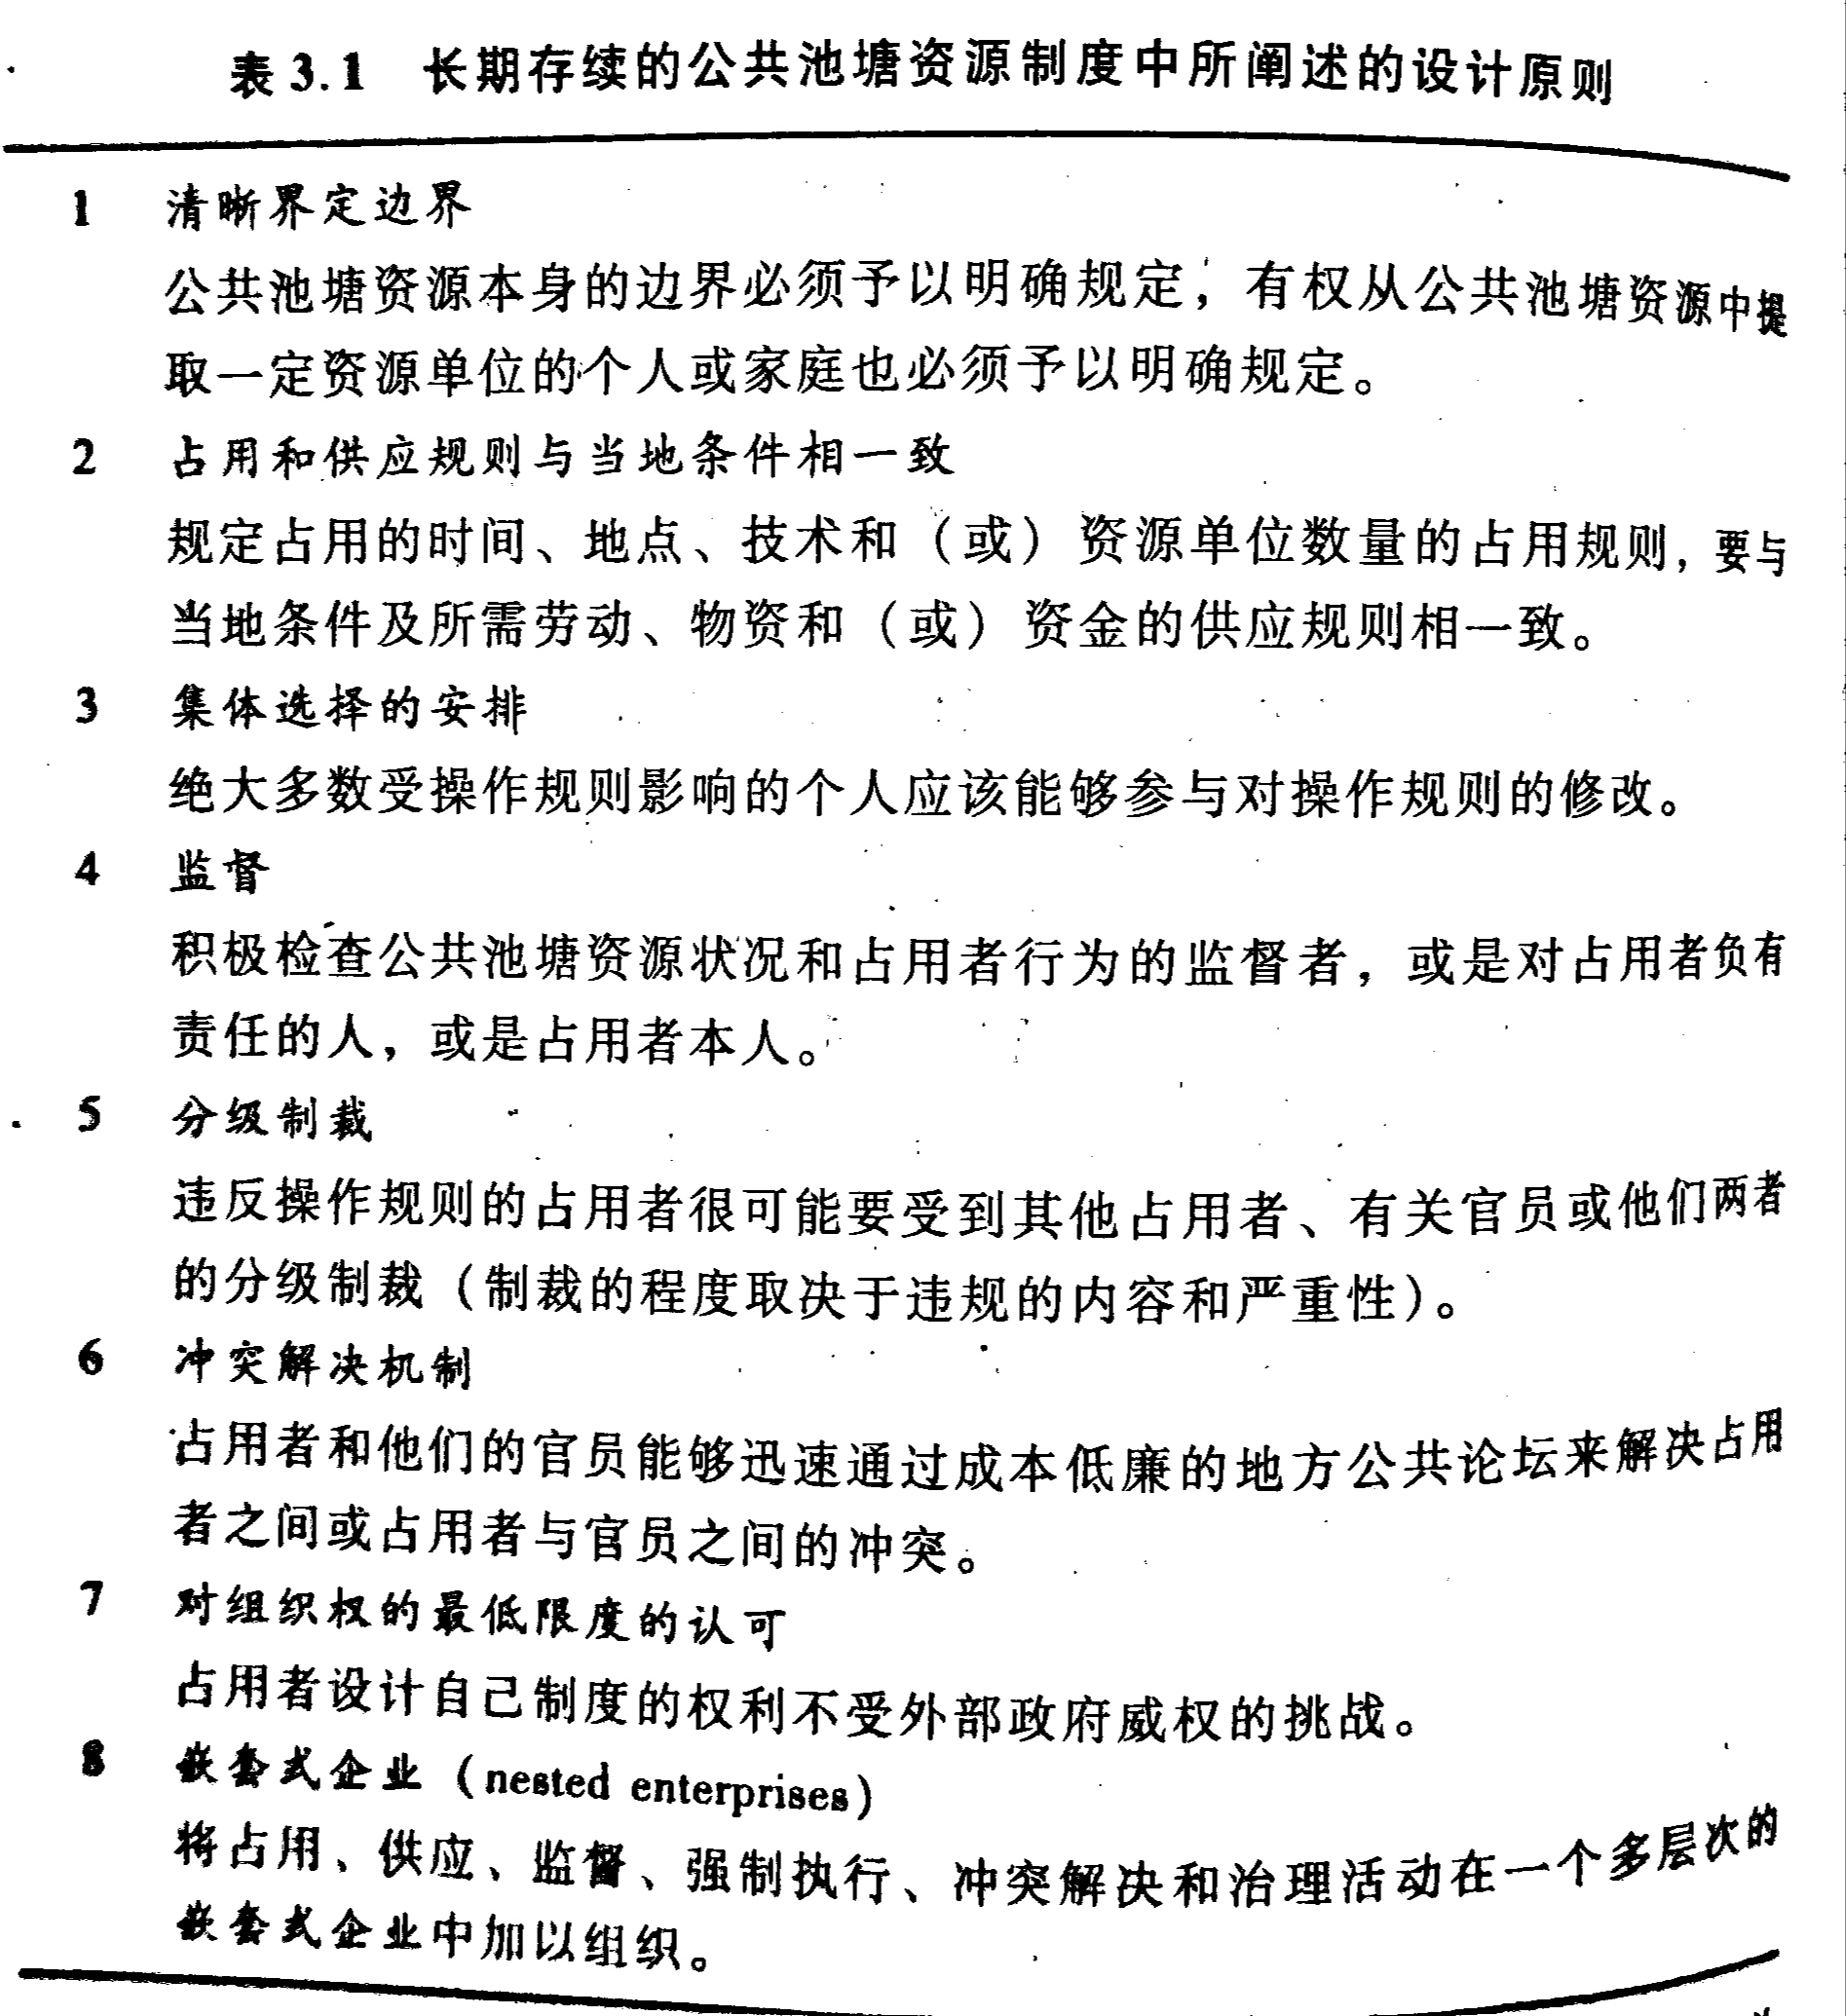 表3.1 长期存续的公共池塘资源制度中所阐述的设计原则
1 清晰界定边界
公共池塘资源本身的边界必须予以明确规定，有权从公共池塘资源中提
取一定资源单位的个人或家庭也必须予以明确规定。
2 占用和供应规则与当地条件相一致
规定占用的时间、地点、技术和（或）资源单位数量的占用规则，要与
当地条件及所需劳动、物资和（或）资金的供应规则相一致。
3 集体选择的安排
绝大多数受操作规则影响的个人应该能够参与对操作规则的修改。
4 监督
积极检查公共池塘资源状况和占用者行为的监督者，或是对占用者负有
责任的人，或是占用者本人。
5 分级制裁
违反操作规则的占用者很可能要受到其他占用者、有关官员或他们两者
的分级制裁（制裁的程度取决于违规的内容和严重性）。
6 冲突解决机制
占用者和他们的官员能够迅速通过成本低廉的地方公共论坛来解决占用
者之间或占用者与官员之间的冲突。
7 对组织权的最低限度的认可
占用者设计自己制度的权利不受外部政府威权的挑战。
8 嵌套式企业（nested enterprises）
将占用、供应、监督、强制执行、冲突解决和治理活动在一个多层次的
嵌套式企业中加以组织。